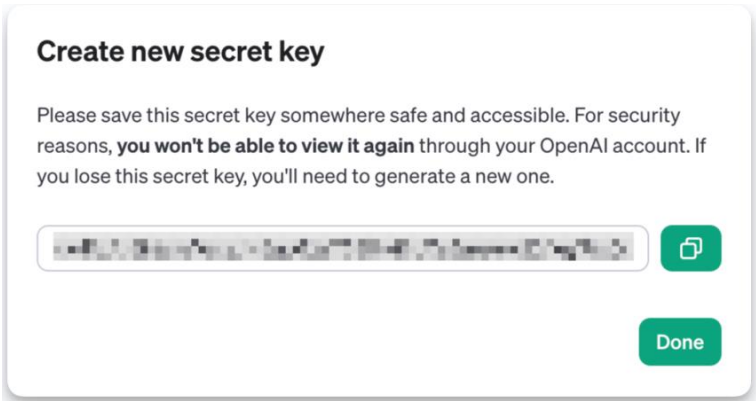 Create new secret key
Please save this secret key somewhere safe and accessible. For security
reasons, you won't be able to view it again through your OpenAI account. If
you lose this secret key, you'll need to generate a new one.
Done